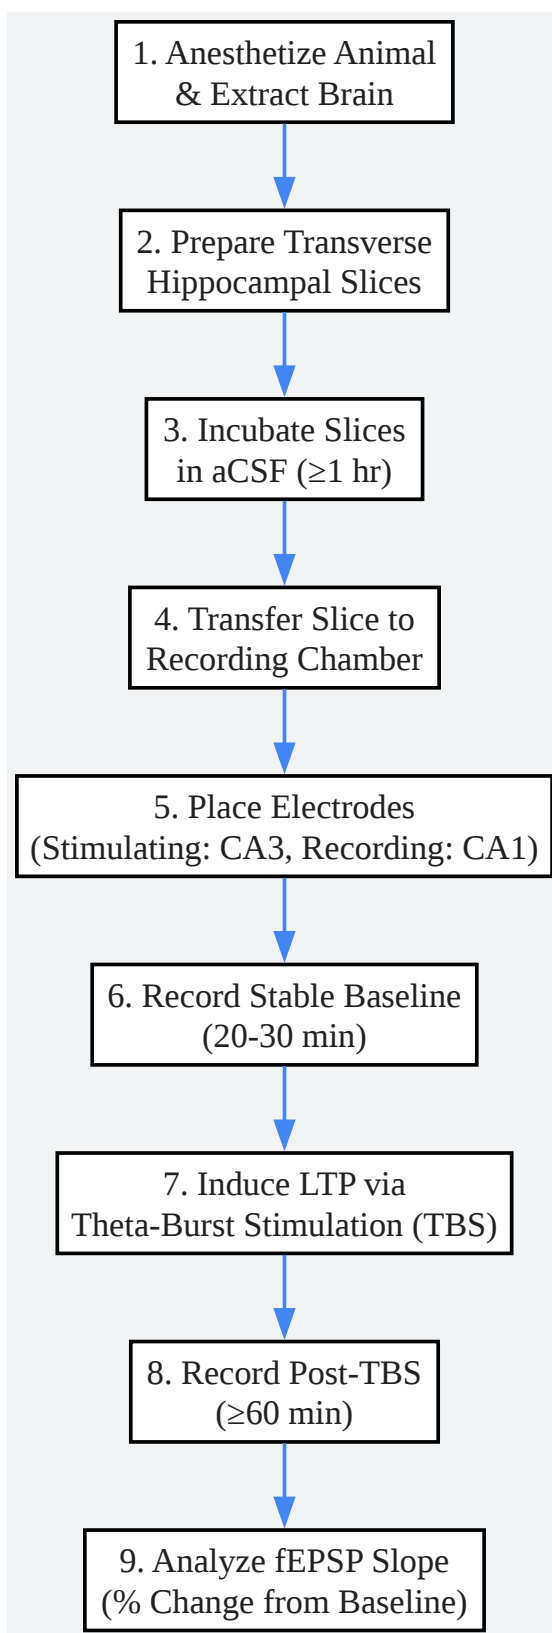 1. Anesthetize Animal
& Extract Brain
2. Prepare Transverse
Hippocampal Slices
3. Incubate Slices
in aCSF (≥1 hr)
4. Transfer Slice to
Recording Chamber
5. Place Electrodes
(Stimulating: CA3, Recording: CA1)
6. Record Stable Baseline
(20-30 min)
7. Induce LTP via
Theta-Burst Stimulation (TBS)
8. Record Post-TBS
(≥60 min)
9. Analyze fEPSP Slope
(% Change from Baseline)